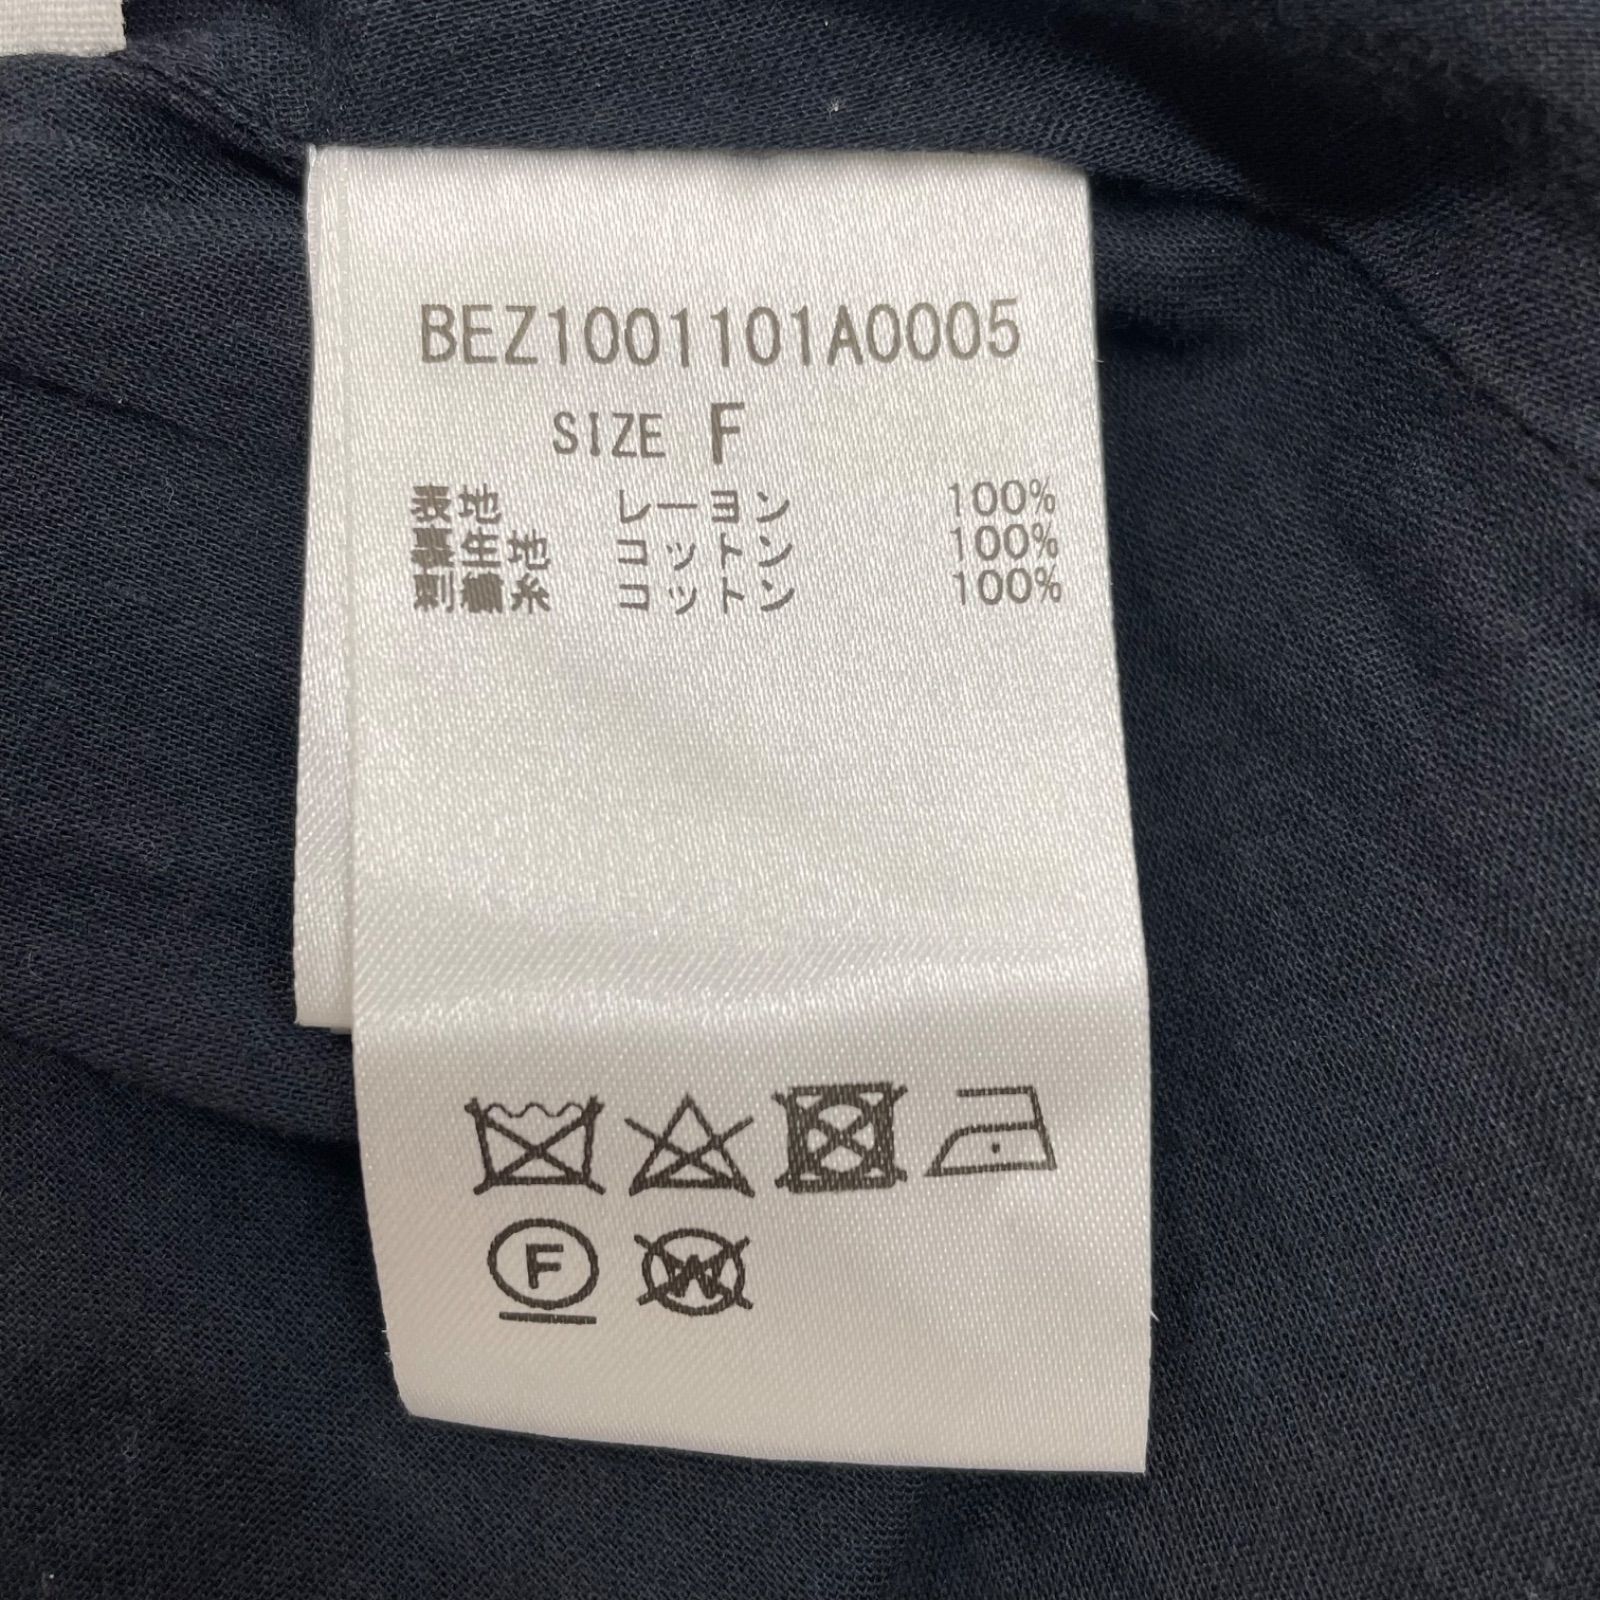 BEZ1001101A0005
SIZE F
表地 レーヨン 100%
裏生地 コットン 100%
刺繍糸 コットン 100%
F
W